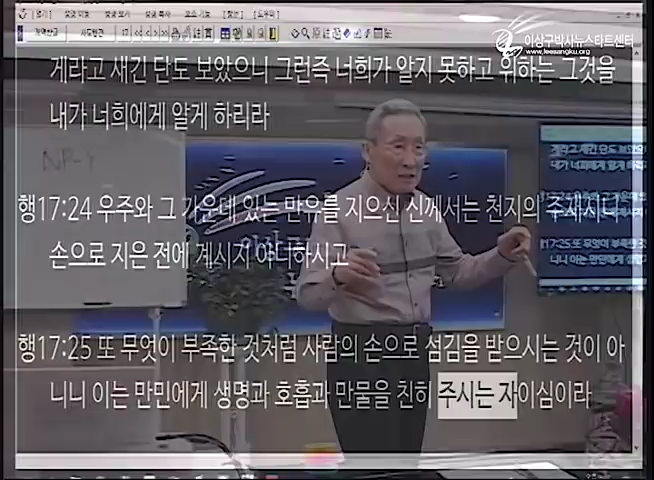 이상구박사뉴스타트센터
www.leesangku.org
게라고 새긴 단도 보았으니 그런즉 너희가 알지 못하고 위하는 그것을
내가 너희에게 알게 하리라
행17:24 우주와 그 가운데 있는 만유를 지으신 신께서는 천지의 주재시니
손으로 지은 전에 계시지 아니하시고
행17:25 또 무엇이 부족한 것처럼 사람의 손으로 섬김을 받으시는 것이 아
니니 이는 만민에게 생명과 호흡과 만물을 친히 주시는 자이심이라